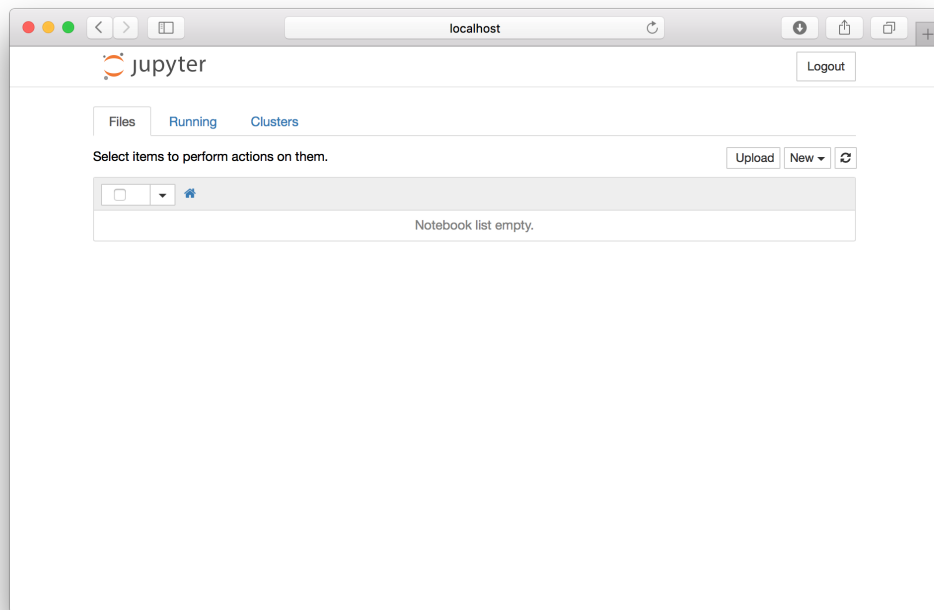 localhost
jupyter
Logout
Files Running Clusters
Select items to perform actions on them.
Upload New
Notebook list empty.